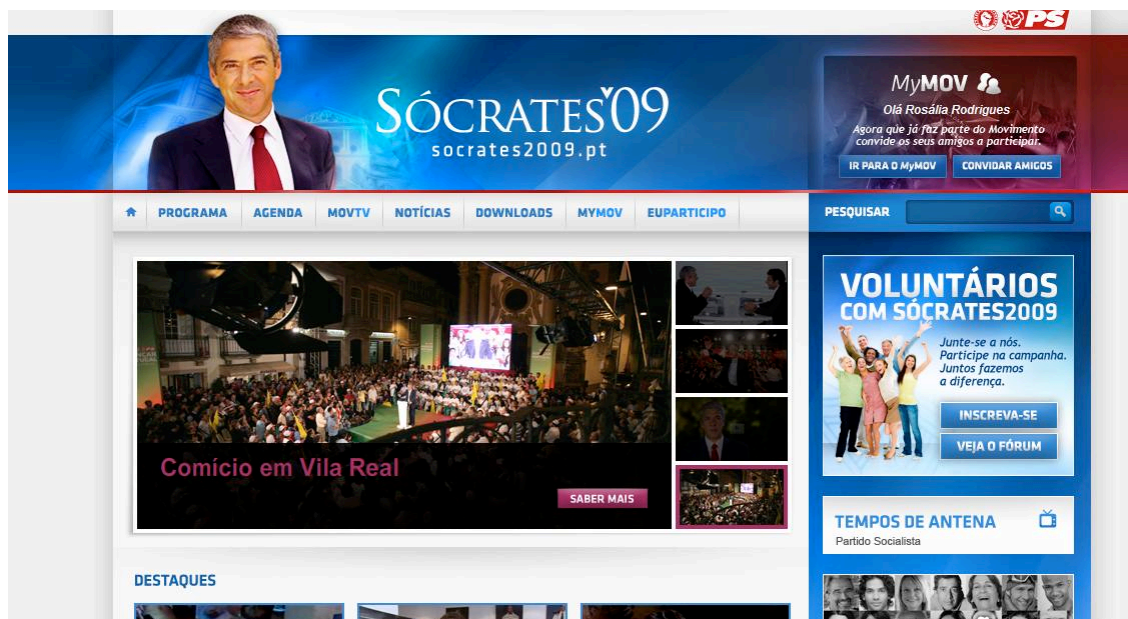 PS
SÓCRATES'09
socrates2009.pt
MyMOV
Olá Rosália Rodrigues
Agora que já faz parte do Movimento
convide os seus amigos a participar.
IR PARA O MyMOV
CONVIDAR AMIGOS
PROGRAMA
AGENDA
MOVTV
NOTÍCIAS
DOWNLOADS
MYMOV
EUPARTICIPO
PESQUISAR
Comício em Vila Real
SABER MAIS
VOLUNTÁRIOS
COM SÓCRATES2009
Junte-se a nós.
Participe na campanha.
Juntos fazemos
a diferença.
INSCREVA-SE
VEJA O FÓRUM
TEMPOS DE ANTENA
Partido Socialista
DESTAQUES